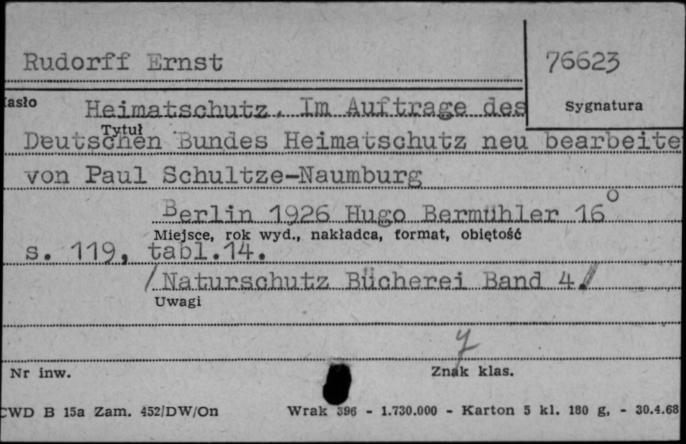 Rudorff Ernst
76623
asło
Sygnatura
Heimatschutz. Im Auftrage des
Tytuł
Deutschen Bundes Heimatschutz neu bearbeite
von Paul Schultze-Naumburg
Berlin 1926 Hugo Bermühler 16°
Miejsce, rok wyd., nakładca, format, objętość
s. 119, tabl.14.
/Naturschutz Bücherei Band 4/
Uwagi
y
Nr inw.
Znak klas.
CWD B 15a Zam. 452/DW/On
Wrak 396 - 1.730.000 - Karton 5 kl. 180 g. - 30.4.68